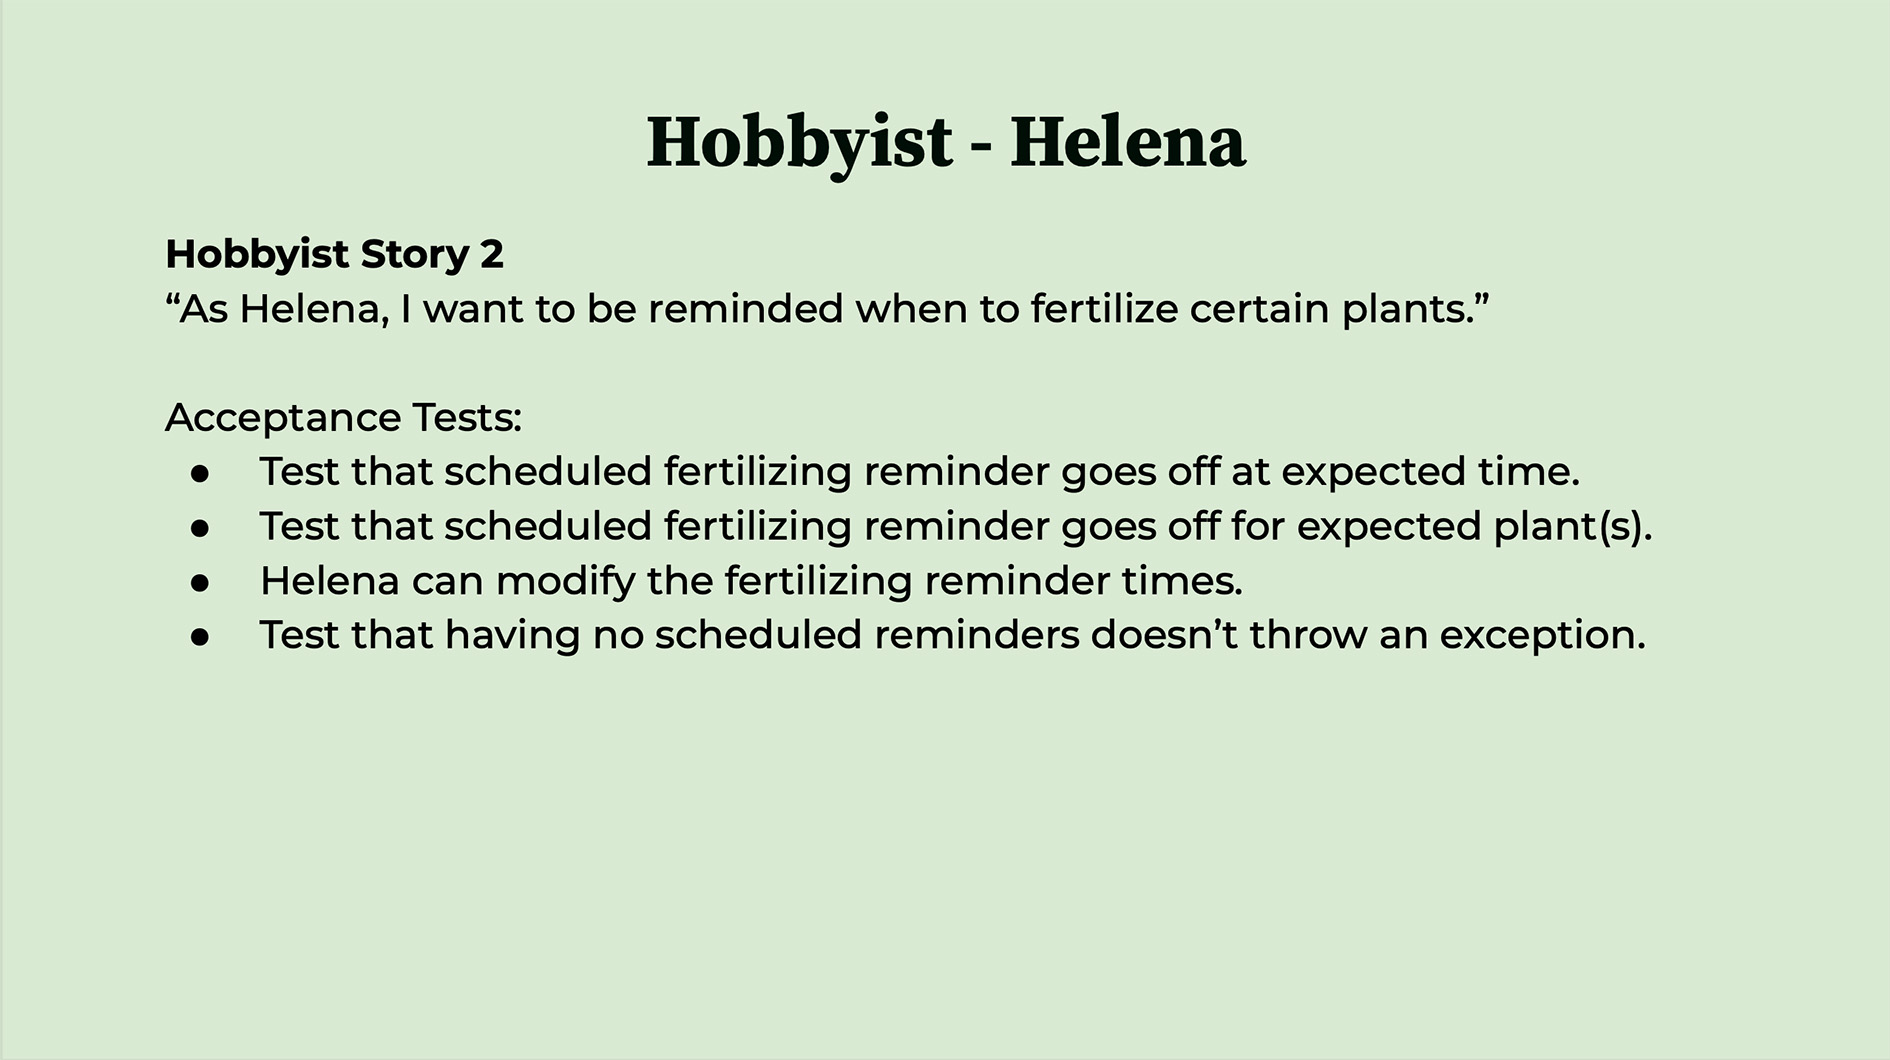 Hobbyist - Helena
Hobbyist Story 2
“As Helena, I want to be reminded when to fertilize certain plants.”
Acceptance Tests:
● Test that scheduled fertilizing reminder goes off at expected time.
● Test that scheduled fertilizing reminder goes off for expected plant(s).
● Helena can modify the fertilizing reminder times.
● Test that having no scheduled reminders doesn’t throw an exception.